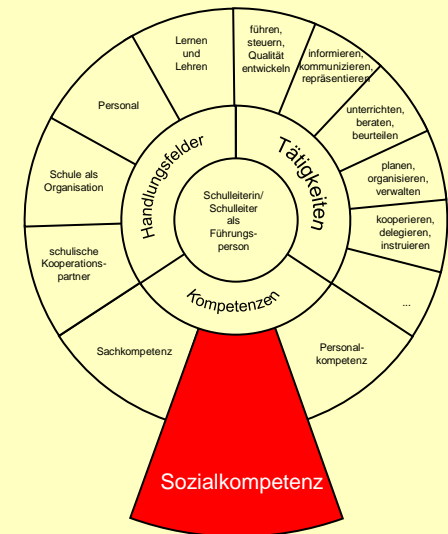 Lernen
und
Lehren
führen,
steuern,
Qualität
entwickeln
informieren,
kommunizieren,
repräsentieren
Personal
unterrichten,
beraten,
beurteilen
Handlungsfelder
Tätigkeiten
Schule als
Organisation
planen,
organisieren,
verwalten
Schulleiterin/
Schulleiter
als
Führungs-
person
kooperieren,
delegieren,
instruieren
schulische
Kooperations-
partner
Kompetenzen
...
Sachkompetenz
Personal-
kompetenz
Sozialkompetenz